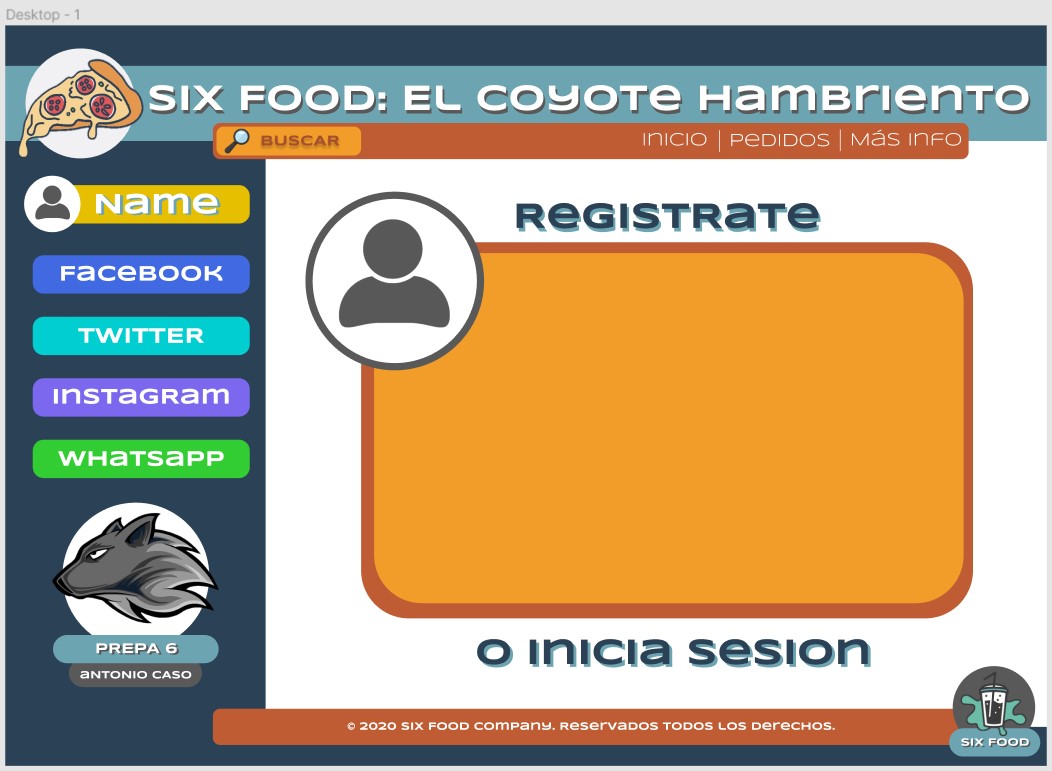 Desktop - 1
SIX FOOD: EL COYOTE HAMBRIENTO
BUSCAR
INICIO | PEDIDOS | MÁS INFO
Name
REGISTRATE
FACEBOOK
TWITTER
INSTAGRAM
WHATSAPP
PREPA 6
ANTONIO CASO
O INICIA SESION
© 2020 SIX FOOD COMPANY. RESERVADOS TODOS LOS DERECHOS.
SIX FOOD